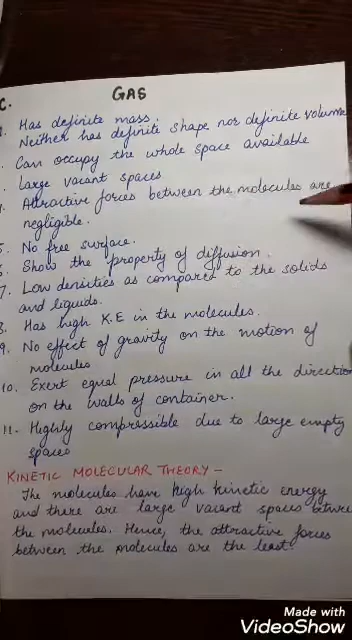 C. GAS
1. Has definite mass.
Neither has definite shape nor definite volume
. Can occupy the whole space available
. Large vacant spaces
4. Attractive forces between the molecules are
negligible.
5. No free surface.
6. Show the property of diffusion.
7. Low densities as compared to the solids
and liquids.
8. Has high K.E in the molecules.
9. No effect of gravity on the motion of
molecules
10. Exert equal pressure in all the direction
on the walls of container.
11. Highly compressible due to large empty
spaces
KINETIC MOLECULAR THEORY –
The molecules have high kinetic energy
and there are large vacant spaces betwee
the molecules. Hence, the attractive forces
between the molecules are the least.
Made with
VideoShow